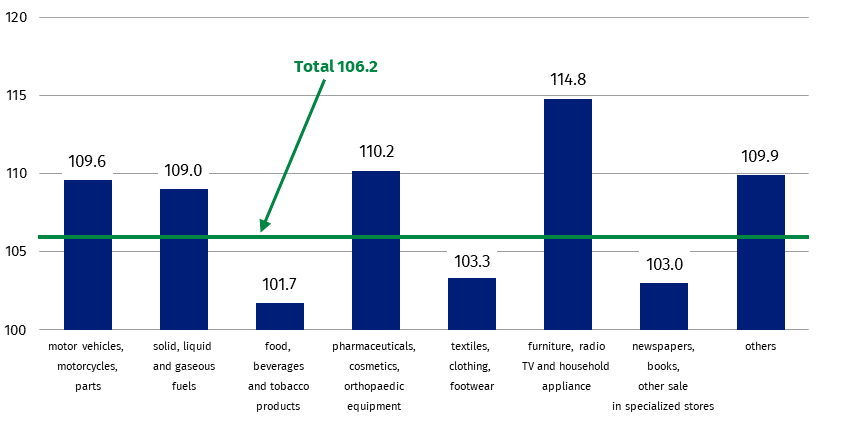 120
Total 106.2
114.8
115
110.2
109.6
109.9
109.0
110
105
103.3
103.0
101.7
100
motor vehicles,
motorcycles,
parts
solid, liquid
and gaseous
fuels
food,
beverages
and tobacco
products
pharmaceuticals,
cosmetics,
orthopaedic
equipment
textiles,
clothing,
footwear
furniture, radio
TV and household
appliance
newspapers,
books,
other sale
in specialized stores
others